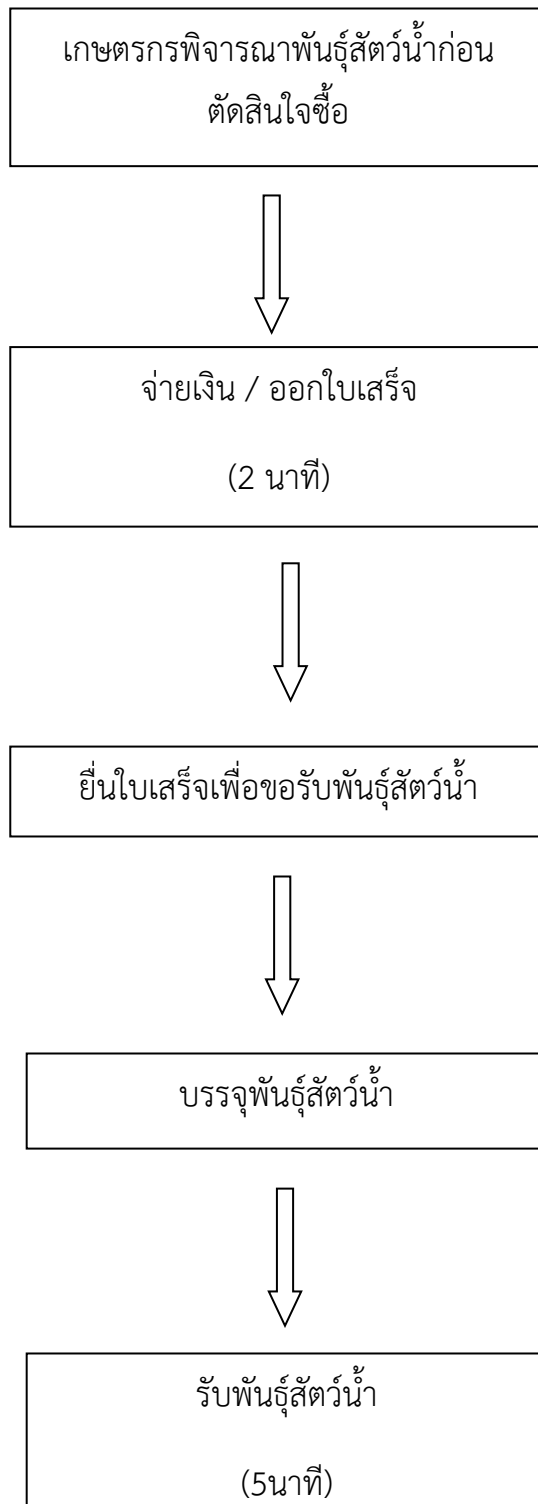 เกษตรกรพิจารณาพันธุ์สัตว์น้ำก่อน
ตัดสินใจซื้อ
จ่ายเงิน / ออกใบเสร็จ
(2 นาที)
ยื่นใบเสร็จเพื่อขอรับพันธุ์สัตว์น้ำ
บรรจุพันธุ์สัตว์น้ำ
รับพันธุ์สัตว์น้ำ
(5นาที)